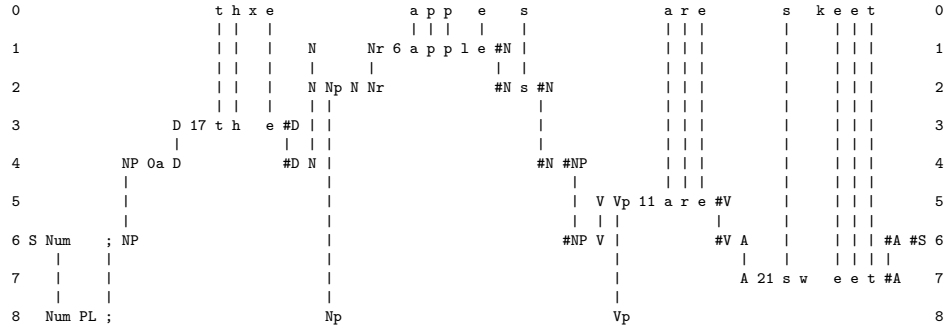 0 t h x e a p p e s a r e s k e e t 0
1 N Nr 6 a p p l e #N 1
2 N Np N Nr #N s #N 2
3 D 17 t h e #D 3
4 NP 0a D #D N #N #NP 4
5 V Vp 11 a r e #V 5
6 S Num ; NP #NP V #V A #A #S 6
7 A 21 s w e e t #A 7
8 Num PL ; Np Vp 8